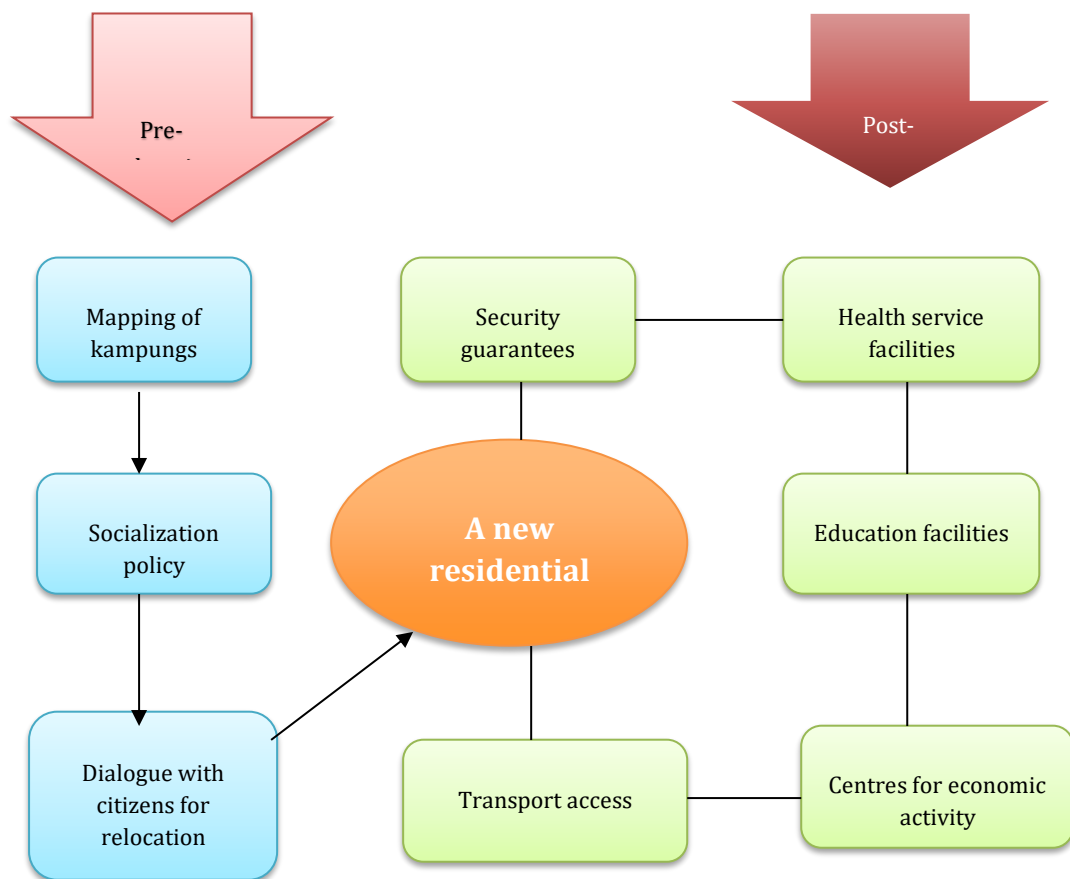 Pre-
Post-
Mapping of
kampungs
Security
guarantees
Health service
facilities
Socialization
policy
A new
residential
Education facilities
Dialogue with
citizens for
relocation
Transport access
Centres for economic
activity